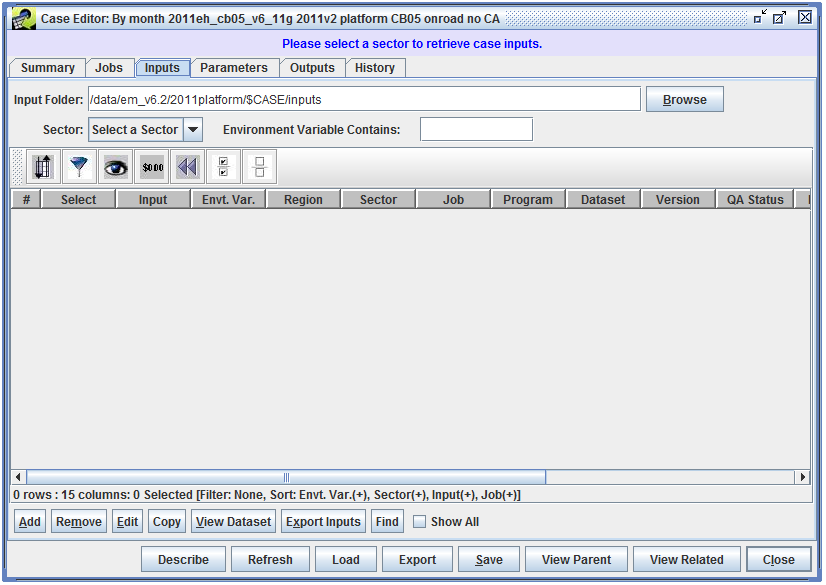 Case Editor: By month 2011eh_cb05_v6_11g 2011v2 platform CB05 onroad no CA
Please select a sector to retrieve case inputs.
Summary Jobs Inputs Parameters Outputs History
Input Folder: /data/em_v6.2/2011platform/$CASE/inputs Browse
Sector: Select a Sector Environment Variable Contains:
$0.00
# Select Input Envt. Var. Region Sector Job Program Dataset Version QA Status
0 rows : 15 columns: 0 Selected [Filter: None, Sort: Envt. Var.(+), Sector(+), Input(+), Job(+)]
Add Remove Edit Copy View Dataset Export Inputs Find Show All
Describe Refresh Load Export Save View Parent View Related Close